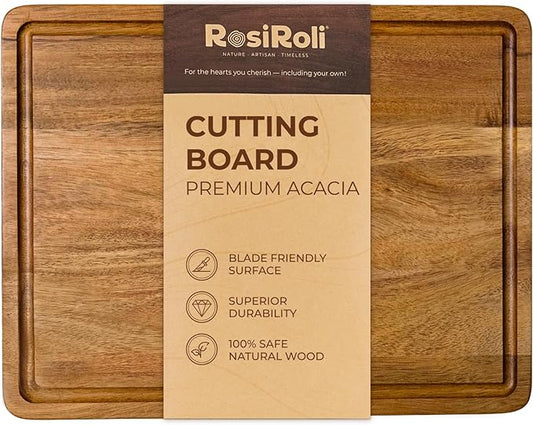 RosiRoli®
NATURE · ARTISAN · TIMELESS
For the hearts you cherish — including your own!
CUTTING
BOARD
PREMIUM ACACIA
BLADE FRIENDLY
SURFACE
SUPERIOR
DURABILITY
100% SAFE
NATURAL WOOD